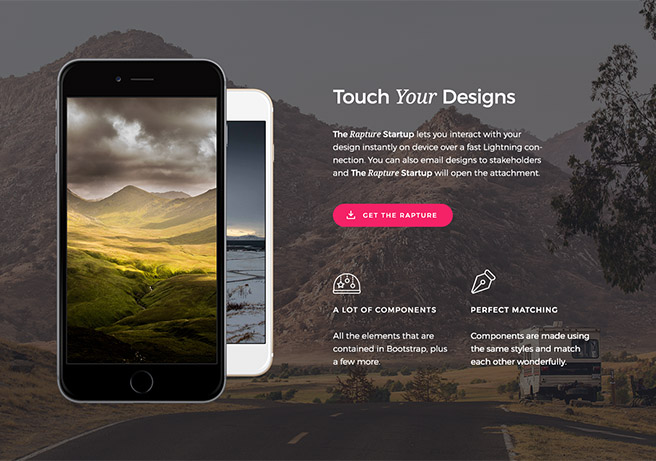 Touch Your Designs
The Rapture Startup lets you interact with your
design instantly on device over a fast Lightning con-
nection. You can also email designs to stakeholders
and The Rapture Startup will open the attachment.
GET THE RAPTURE
A LOT OF COMPONENTS
All the elements that are
contained in Bootstrap, plus
a few more.
PERFECT MATCHING
Components are made using
the same styles and match
each other wonderfully.